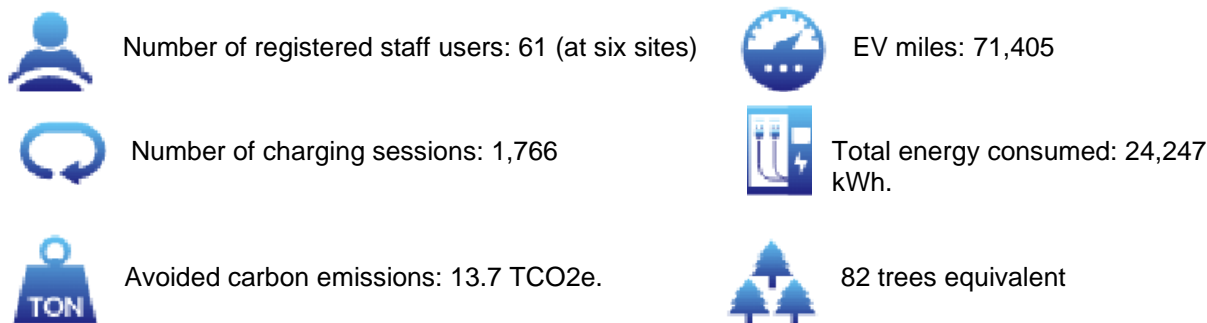 Number of registered staff users: 61 (at six sites)
EV miles: 71,405
Number of charging sessions: 1,766
Total energy consumed: 24,247
kWh.
TON
Avoided carbon emissions: 13.7 TCO2e.
82 trees equivalent